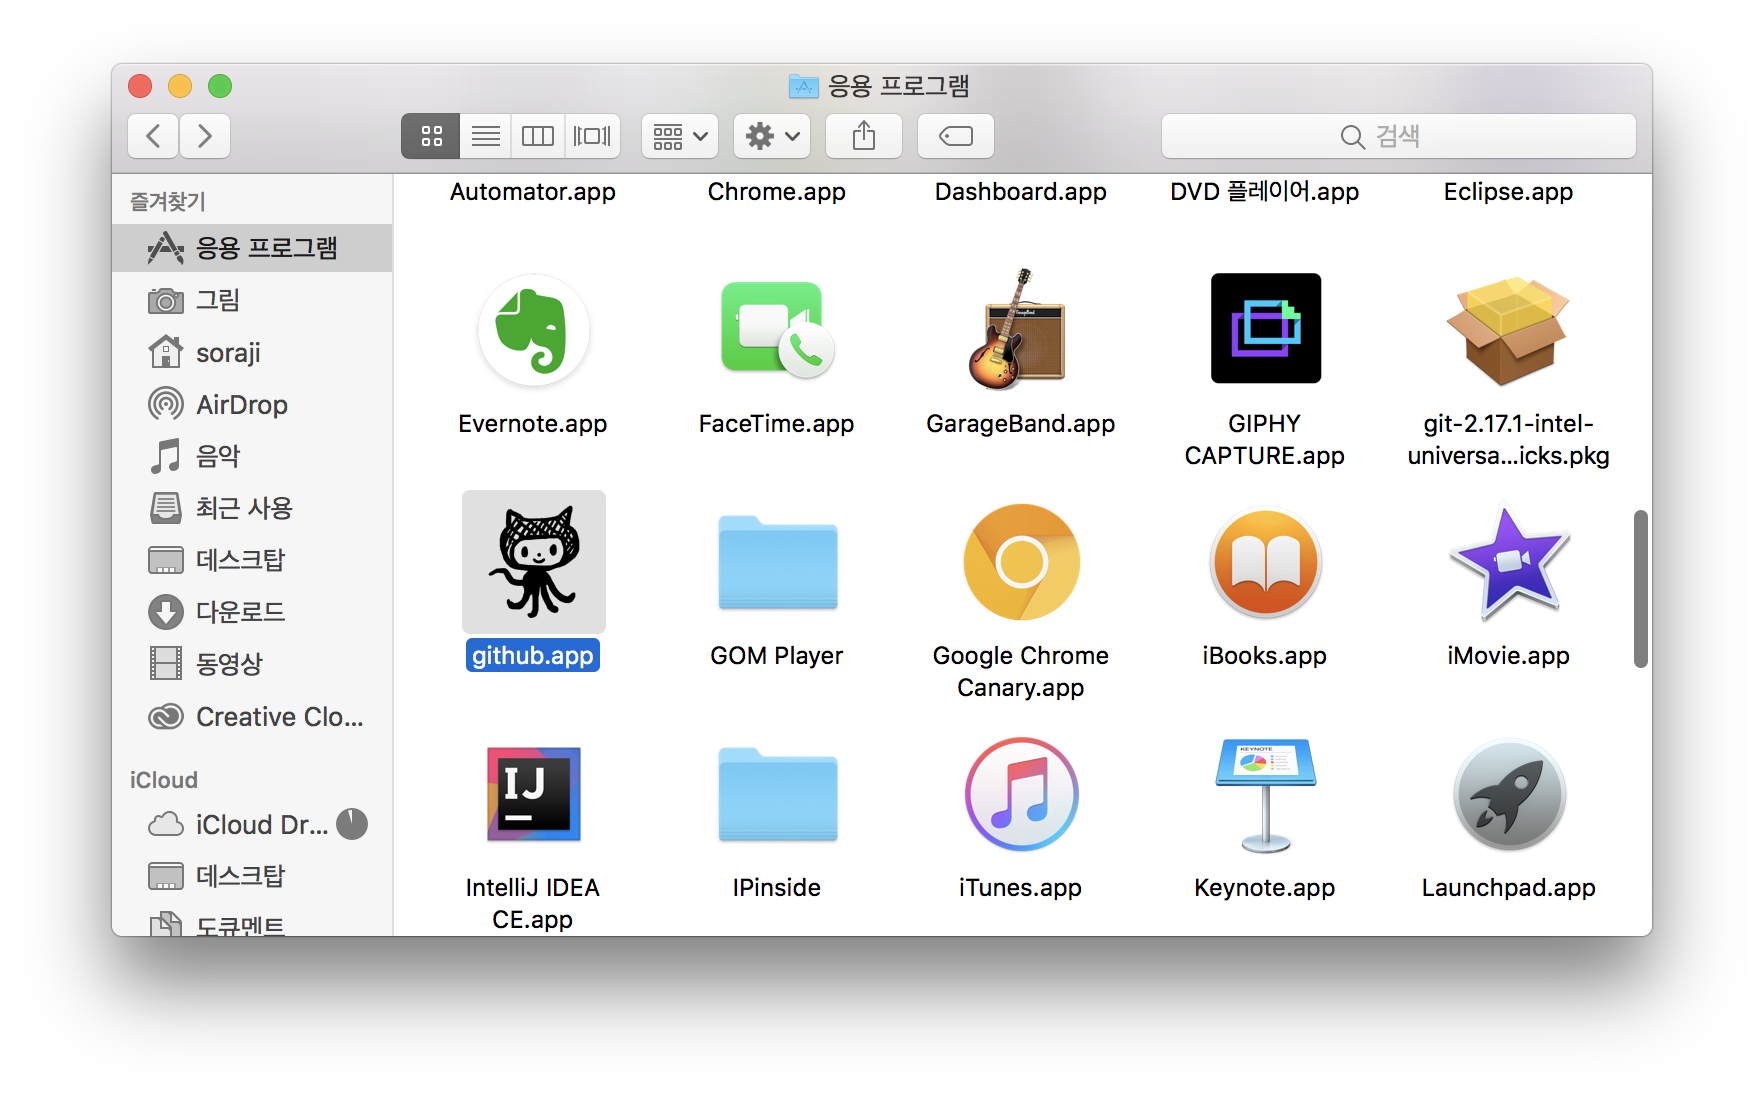 응용 프로그램
검색
즐겨찾기
응용 프로그램
그림
soraji
AirDrop
음악
최근 사용
데스크탑
다운로드
동영상
Creative Clo...
iCloud
iCloud Dr...
데스크탑
도큐멘트
Automator.app
Chrome.app
Dashboard.app
DVD 플레이어.app
Eclipse.app
Evernote.app
FaceTime.app
GarageBand.app
GIPHY
CAPTURE.app
git-2.17.1-intel-
universa...icks.pkg
github.app
GOM Player
Google Chrome
Canary.app
iBooks.app
iMovie.app
IJ
IntelliJ IDEA
CE.app
IPinside
iTunes.app
KEYNOTE
Keynote.app
Launchpad.app